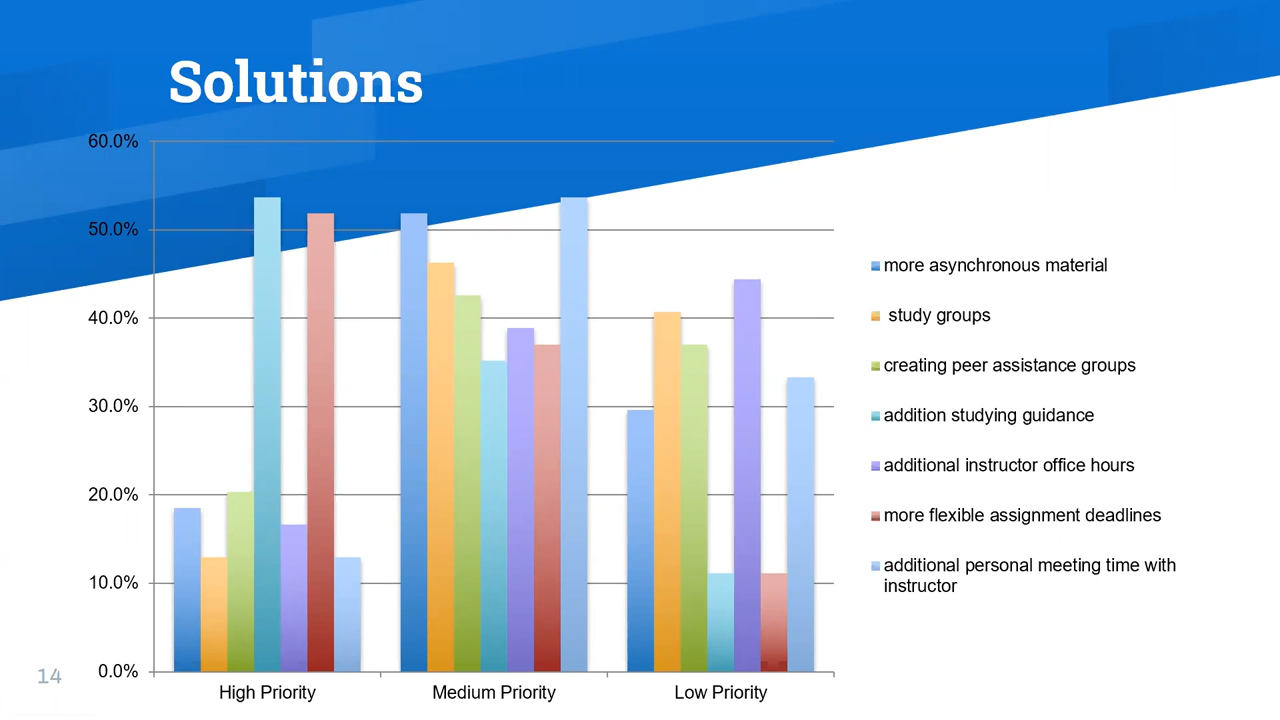 Solutions
60.0%
50.0%
40.0%
30.0%
20.0%
10.0%
0.0%
High Priority Medium Priority Low Priority
more asynchronous material
study groups
creating peer assistance groups
addition studying guidance
additional instructor office hours
more flexible assignment deadlines
additional personal meeting time with
instructor
14